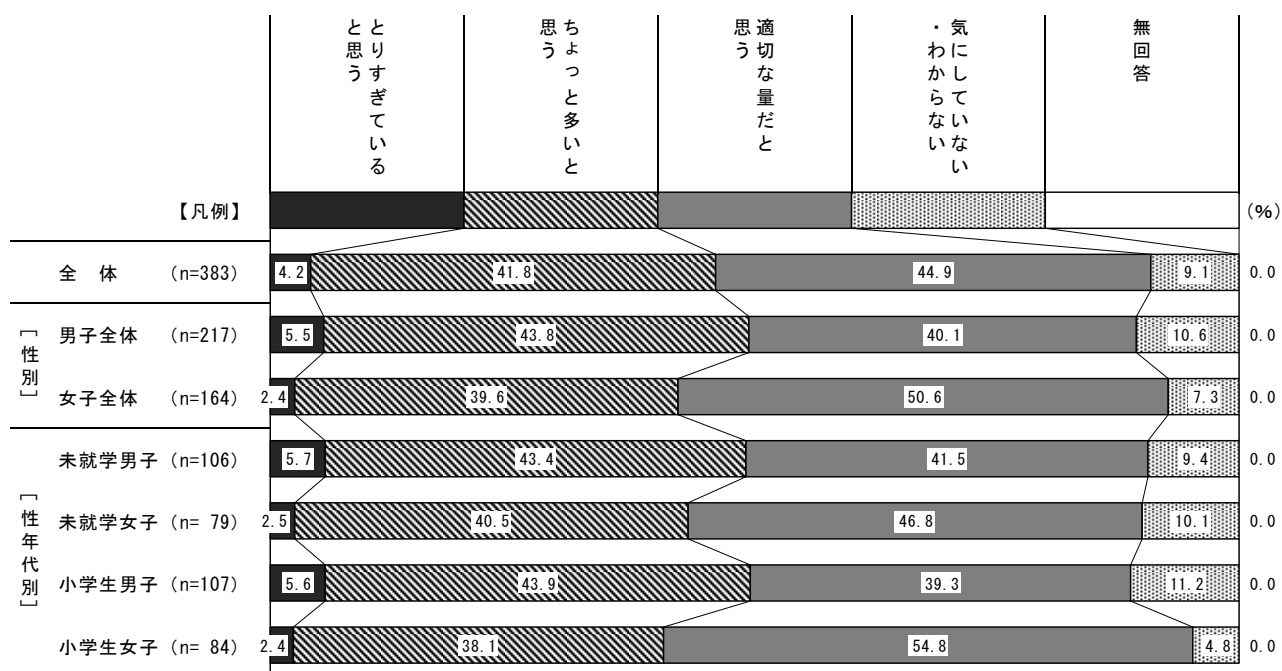 とりすぎている
と思う
ちょっと多いと
思う
適切な量だと
思う
気にしていない
・わからない
無回答
【凡例】
(%)
全 体 (n=383) 4.2 41.8 44.9 9.1 0.0
[性別]
男子全体 (n=217) 5.5 43.8 40.1 10.6 0.0
女子全体 (n=164) 2.4 39.6 50.6 7.3 0.0
[性年代別]
未就学男子 (n=106) 5.7 43.4 41.5 9.4 0.0
未就学女子 (n= 79) 2.5 40.5 46.8 10.1 0.0
小学生男子 (n=107) 5.6 43.9 39.3 11.2 0.0
小学生女子 (n= 84) 2.4 38.1 54.8 4.8 0.0